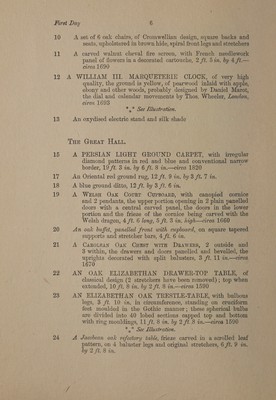 First Day 6
10 A set of 6 oak chairs, of Cromwellian design, square backs and
seats, upholstered in brown hide, spiral front legs and stretchers
11 A carved walnut cheval fire screen, with French needlework
panel of flowers in a decorated cartouche, 2 ft. 5 in. by 4 ft.—
circa 1690
12 A WILLIAM III. MARQUETERIE CLOCK, of very high
quality, the ground is yellow, of pearwood inlaid with apple,
ebony and other woods, probably designed by Daniel Marot,
the dial and calendar movements by Thos. Wheeler, London,
circa 1693
*** See Illustration.
13 An oxydised electric stand and silk shade
THE GREAT HALL.
15 A PERSIAN LIGHT GROUND CARPET, with irregular
diamond patterns in red and blue and conventional narrow
border, 19 ft. 3 in. by 6 ft. 8 in.—circa 1820
17 An Oriental red ground rug, 12 ft. 9 in. by 3 ft. 7 in.
18 A blue ground ditto, 12 ft. by 3 ft. 6 in.
19 A WELSH OAK COURT CUPBOARD, with canopied cornice
and 2 pendants, the upper portion opening in 2 plain panelled
doors with a central carved panel, the doors in the lower
portion and the frieze of the cornice being carved with the
Welsh dragon, 4 ft. 6 long, 5 ft. 3 in. high—circa 1660
20 An oak buffet, panelled front with cupboard, on square tapered
supports and stretcher bars, 4 ft. 6 in.
21 A CAROLEAN OAK CHEST WITH DRAWERS, 2 outside and
3 within, the drawers and doors panelled and bevelled, the
uprights decorated with split balusters, 3 ft. 11 in.—circa
1670
22 AN OAK ELIZABETHAN DRAWER-TOP TABLE, of
classical design (2 stretchers have been removed); top when
extended, 10 ft. 8 in. by 2 ft. 8 in.—circa 1590
23 AN ELIZABETHAN OAK TRESTLE-TABLE, with bulbous
legs, 3 ft. 10 in. in circumference, standing on cruciform
feet moulded in the Gothic manner; these spherical bulbs
are divided into 40 lobed sections capped top and bottom
with ring mouldings, 11 ft. 8 in. by 2 ft. 9 in.—circa 1580
*** See Illustration.
24 A Jacobean oak refectory table, frieze carved in a scrolled leaf
pattern, on 4 baluster legs and original stretchers, 6 ft. 9 in.
by 2 ft. 8 in.